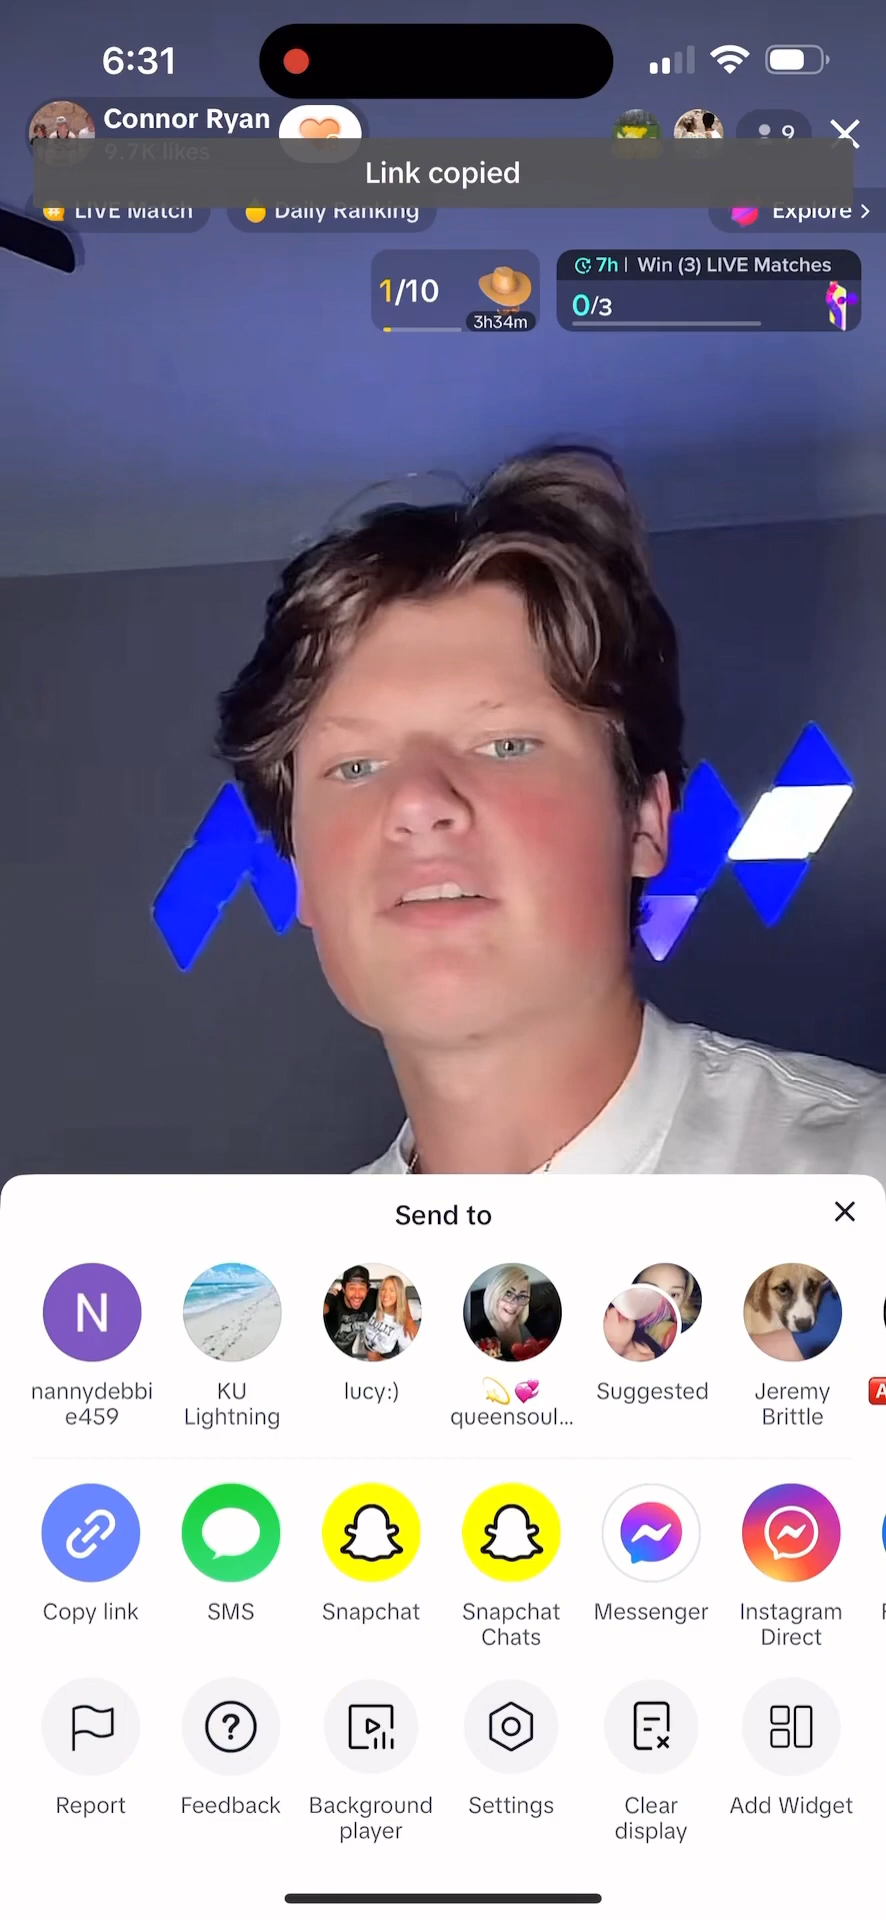 6:31
Connor Ryan
9.7K likes
9
Link copied
LIVE Match
Daily Ranking
Explore >
1/10
3h34m
7h | Win (3) LIVE Matches
0/3
Send to
N
nannydebbi
e459
KU
Lightning
lucy:)
💫💞
queensoul...
Suggested
Jeremy
Brittle
A
Copy link
SMS
Snapchat
Snapchat
Chats
Messenger
Instagram
Direct
Report
Feedback
Background
player
Settings
Clear
display
Add Widget